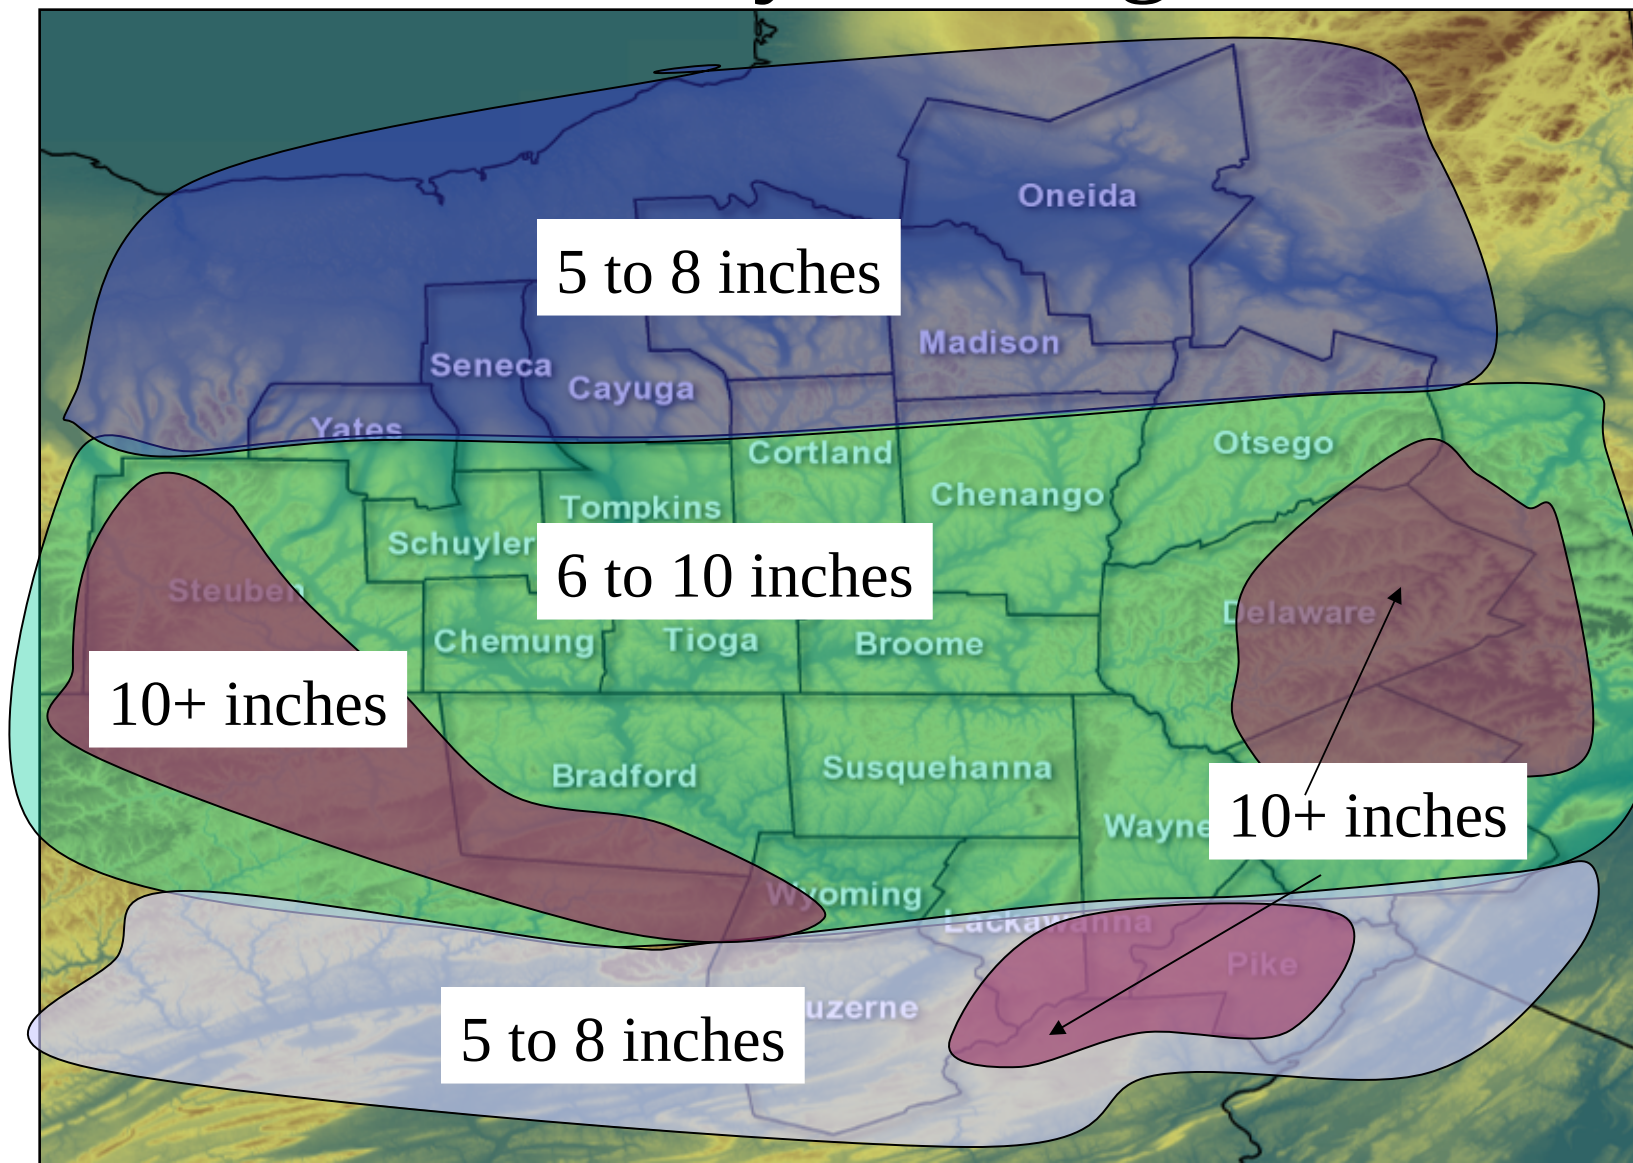 Oneida
5 to 8 inches
Madison
Seneca
Cayuga
Yates
Otsego
Cortland
Chenango
Tompkins
Schuyler
6 to 10 inches
Steuben
Delaware
Chemung
Tioga
Broome
10+ inches
Susquehanna
Bradford
10+ inches
Wayne
Wyoming
Lackawanna
Pike
uzerne
5 to 8 inches